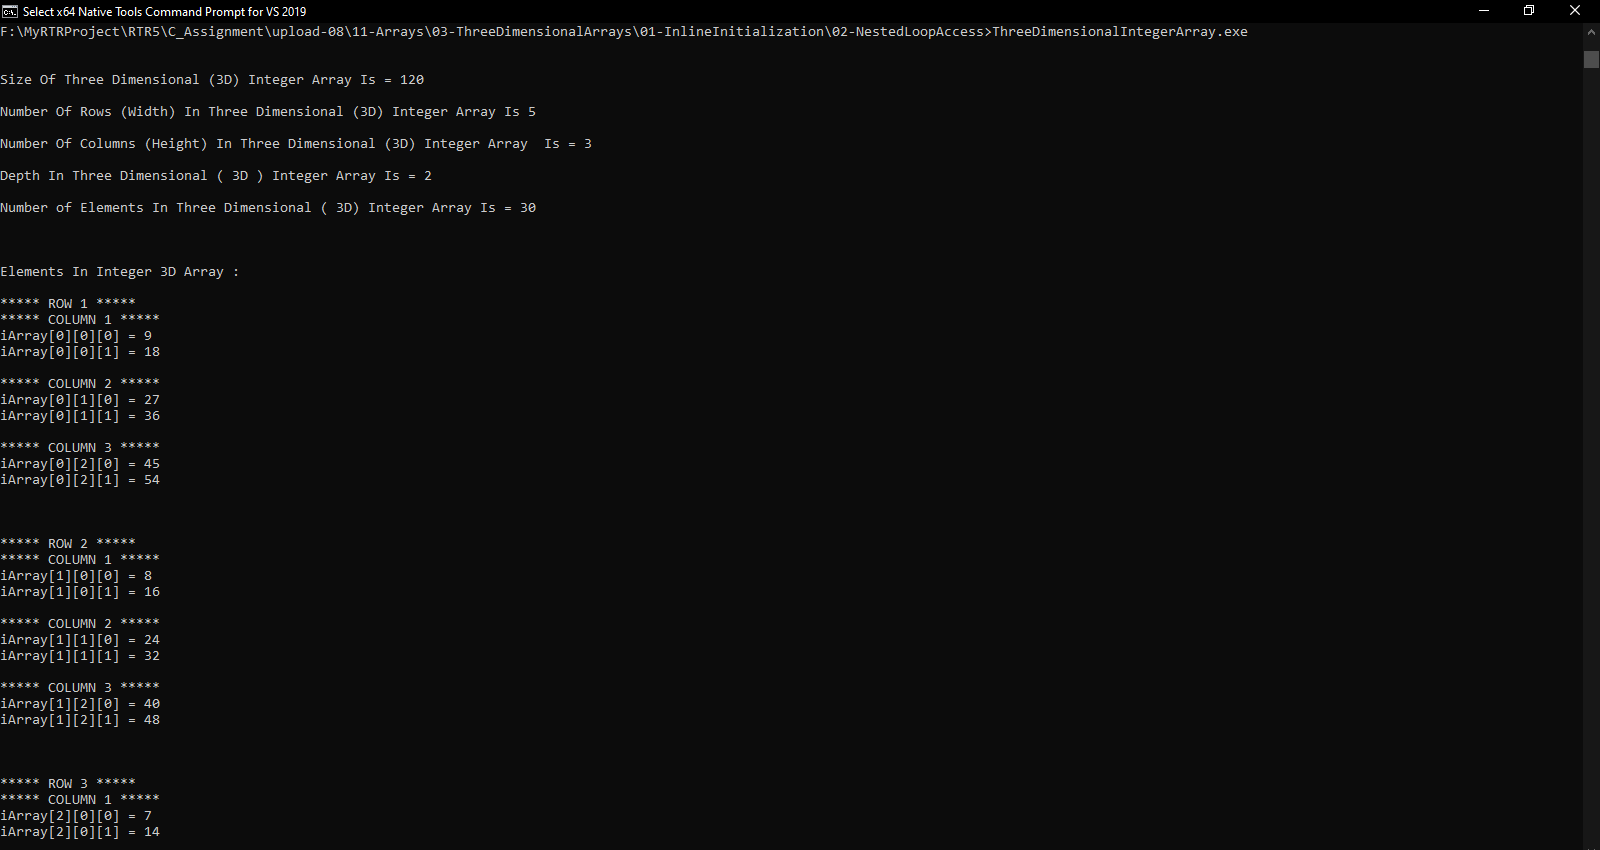 Select x64 Native Tools Command Prompt for VS 2019
F:\MyRTRProject\RTR5\C_Assignment\upload-08\11-Arrays\03-ThreeDimensionalArrays\01-InlineInitialization\02-NestedLoopAccess>ThreeDimensionalIntegerArray.exe
Size Of Three Dimensional (3D) Integer Array Is = 120
Number Of Rows (Width) In Three Dimensional (3D) Integer Array Is 5
Number Of Columns (Height) In Three Dimensional (3D) Integer Array  Is = 3
Depth In Three Dimensional ( 3D ) Integer Array Is = 2
Number of Elements In Three Dimensional ( 3D) Integer Array Is = 30
Elements In Integer 3D Array :
***** ROW 1 *****
***** COLUMN 1 *****
iArray[0][0][0] = 9
iArray[0][0][1] = 18
***** COLUMN 2 *****
iArray[0][1][0] = 27
iArray[0][1][1] = 36
***** COLUMN 3 *****
iArray[0][2][0] = 45
iArray[0][2][1] = 54
***** ROW 2 *****
***** COLUMN 1 *****
iArray[1][0][0] = 8
iArray[1][0][1] = 16
***** COLUMN 2 *****
iArray[1][1][0] = 24
iArray[1][1][1] = 32
***** COLUMN 3 *****
iArray[1][2][0] = 40
iArray[1][2][1] = 48
***** ROW 3 *****
***** COLUMN 1 *****
iArray[2][0][0] = 7
iArray[2][0][1] = 14